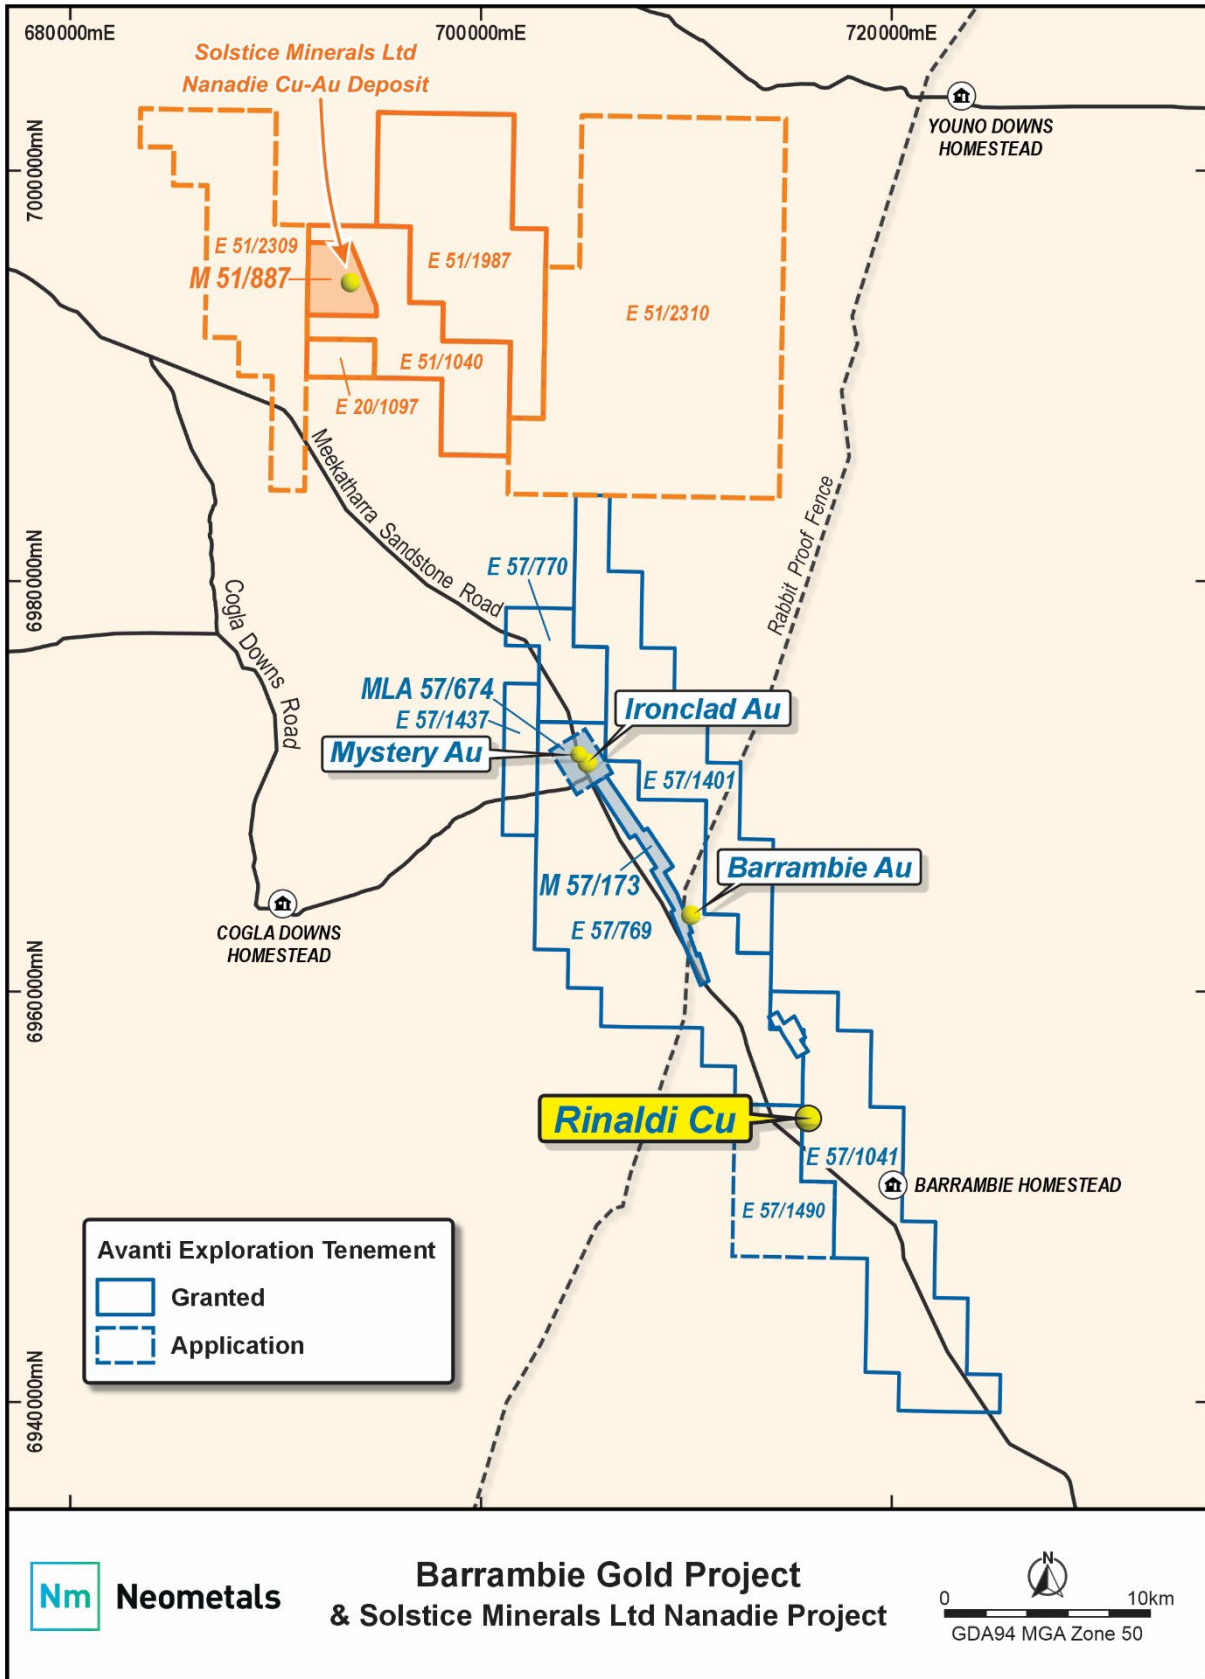 680000mE
700000mE
720000mE
Solstice Minerals Ltd
Nanadie Cu-Au Deposit
YOUNO DOWNS
HOMESTEAD
7000000mN
E 51/2309
M 51/887
E 51/1987
E 51/2310
E 51/1040
E 20/1097
Meekatharra Sandstone Road
Rabbit Proof Fence
6980000mN
E 57/770
Cogla Downs Road
MLA 57/674
E 57/1437
Ironclad Au
Mystery Au
E 57/1401
Barrambie Au
M 57/173
E 57/769
COGLA DOWNS
HOMESTEAD
6960000mN
Rinaldi Cu
E 57/1041
BARRAMBIE HOMESTEAD
E 57/1490
Avanti Exploration Tenement
Granted
Application
6940000mN
Nm Neometals
Barrambie Gold Project
& Solstice Minerals Ltd Nanadie Project
N
0 10km
GDA94 MGA Zone 50